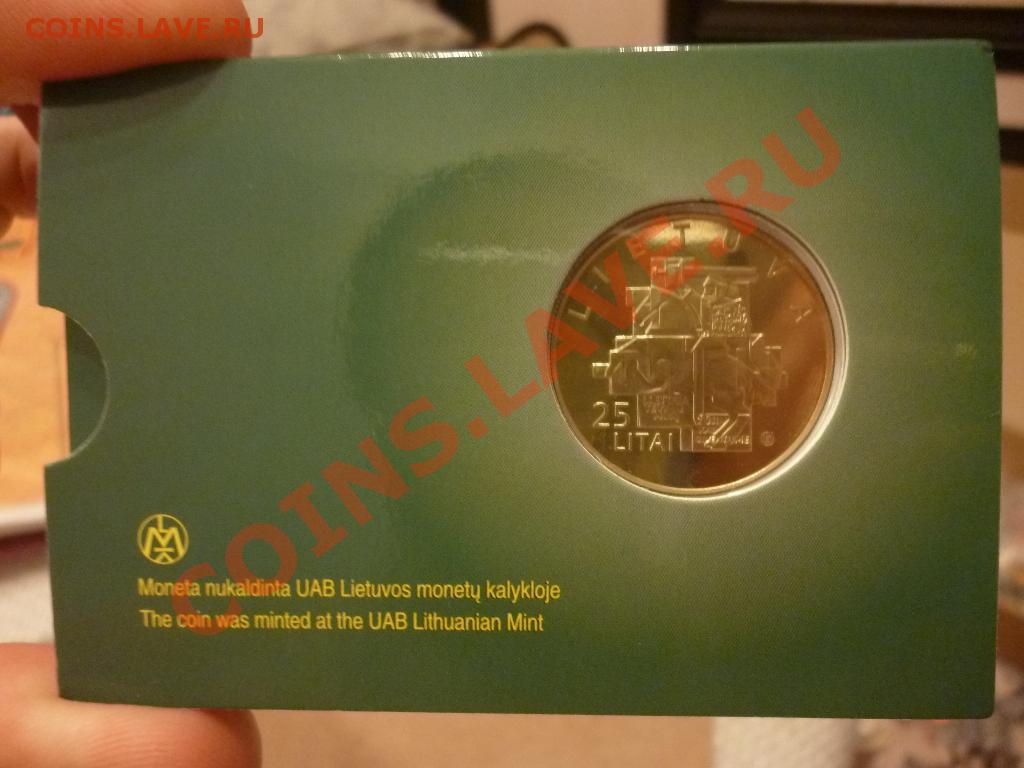 COINS.LAVE.RU
COINS.LAVE.RU
LIETUVA
25
LITAI
Moneta nukaldinta UAB Lietuvos monetų kalykloje
The coin was minted at the UAB Lithuanian Mint